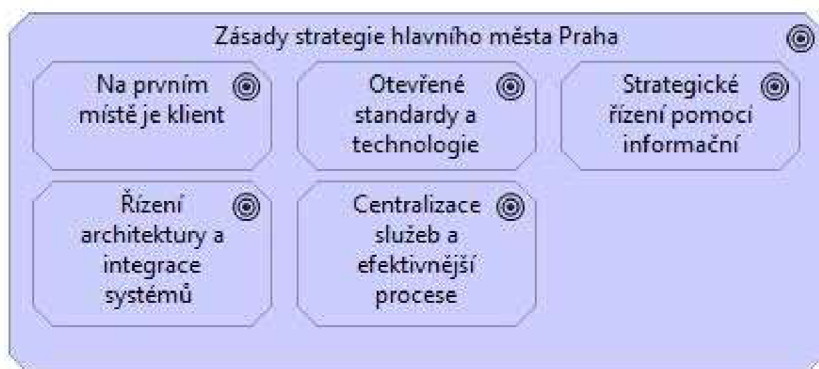 Zásady strategie hlavního města Praha
Na prvním
místě je klient
Otevřené
standardy a
technologie
Strategické
řízení pomocí
informační
Řízení
architektury a
integrace
systémů
Centralizace
služeb a
efektivnější
procese